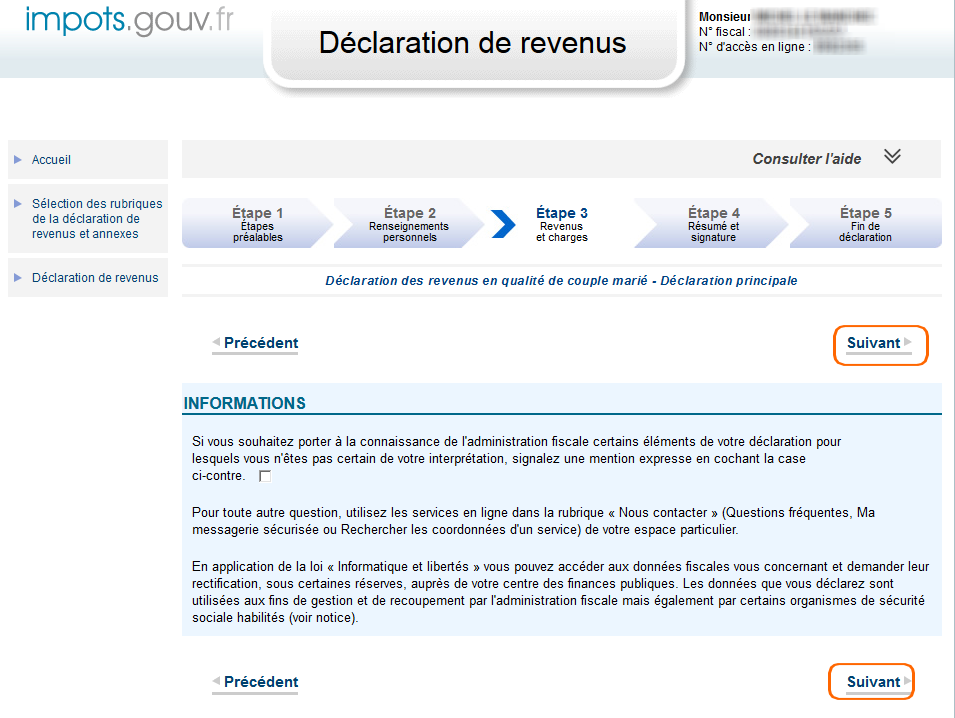 impots.gouv.fr
Déclaration de revenus
Monsieur
N° fiscal :
N° d'accès en ligne :
Accueil
Sélection des rubriques
de la déclaration de
revenus et annexes
Déclaration de revenus
Consulter l'aide
Étape 1
Étapes
préalables
Étape 2
Renseignements
personnels
Étape 3
Revenus
et charges
Étape 4
Résumé et
signature
Étape 5
Fin de
déclaration
Déclaration des revenus en qualité de couple marié - Déclaration principale
Précédent
Suivant
INFORMATIONS
Si vous souhaitez porter à la connaissance de l'administration fiscale certains éléments de votre déclaration pour
lesquels vous n'êtes pas certain de votre interprétation, signalez une mention expresse en cochant la case
ci-contre.
Pour toute autre question, utilisez les services en ligne dans la rubrique « Nous contacter » (Questions fréquentes, Ma
messagerie sécurisée ou Rechercher les coordonnées d'un service) de votre espace particulier.
En application de la loi « Informatique et libertés » vous pouvez accéder aux données fiscales vous concernant et demander leur
rectification, sous certaines réserves, auprès de votre centre des finances publiques. Les données que vous déclarez sont
utilisées aux fins de gestion et de recoupement par l'administration fiscale mais également par certains organismes de sécurité
sociale habilités (voir notice).
Précédent
Suivant